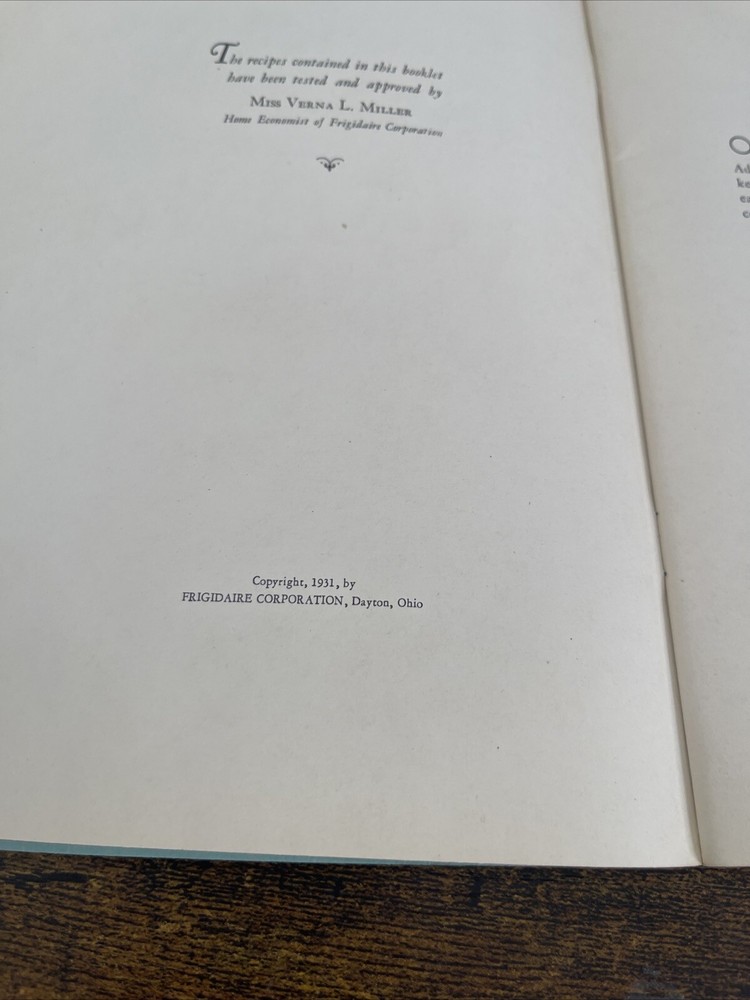 The recipes contained in this booklet
have been tested and approved by
Miss Verna L. Miller
Home Economist of Frigidaire Corporation
Copyright, 1931, by
FRIGIDAIRE CORPORATION, Dayton, Ohio